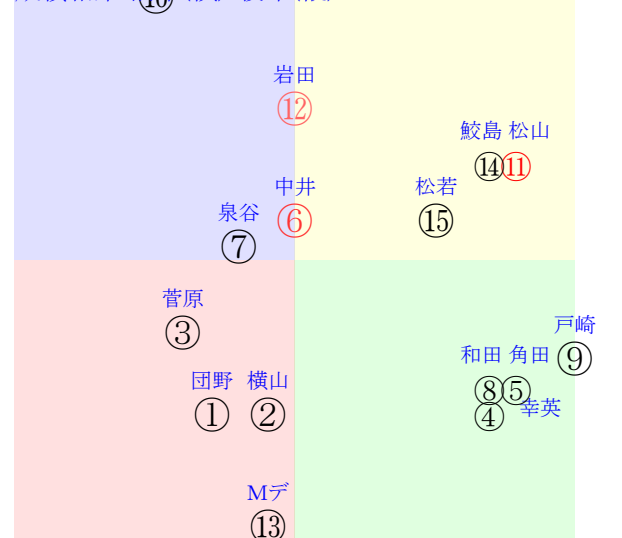 ⑩
岩田
⑫
鮫島 松山
⑭⑪
中井
松若
⑥
⑮
泉谷
⑦
菅原
③
戸崎
⑨
和田 角田
⑧⑤
団野 横山
①②
④ 幸英
Mデ
⑬